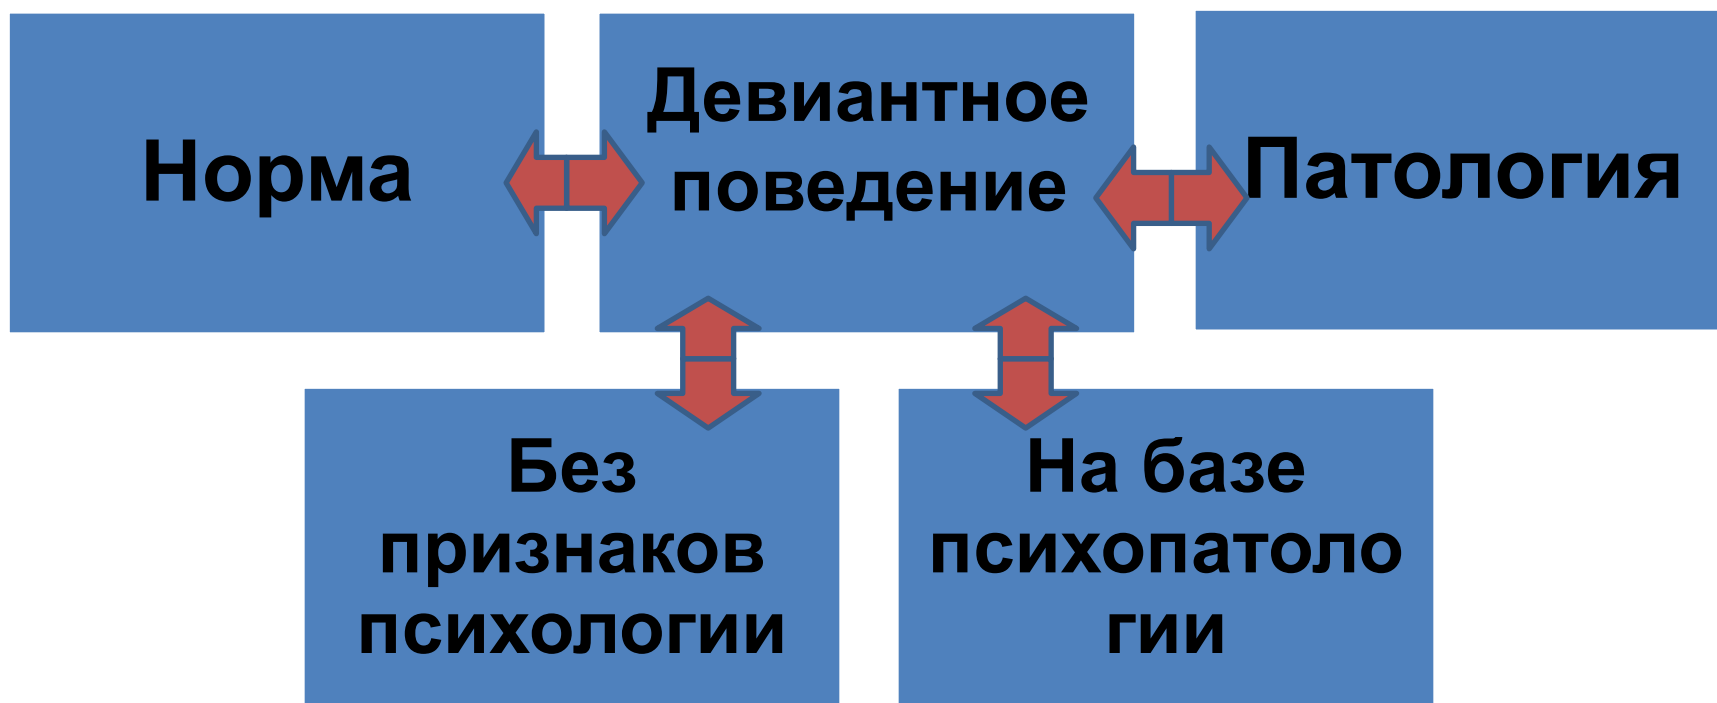 Норма
Девиантное
поведение
Патология
Без
признаков
психологии
На базе
психопатоло
гии